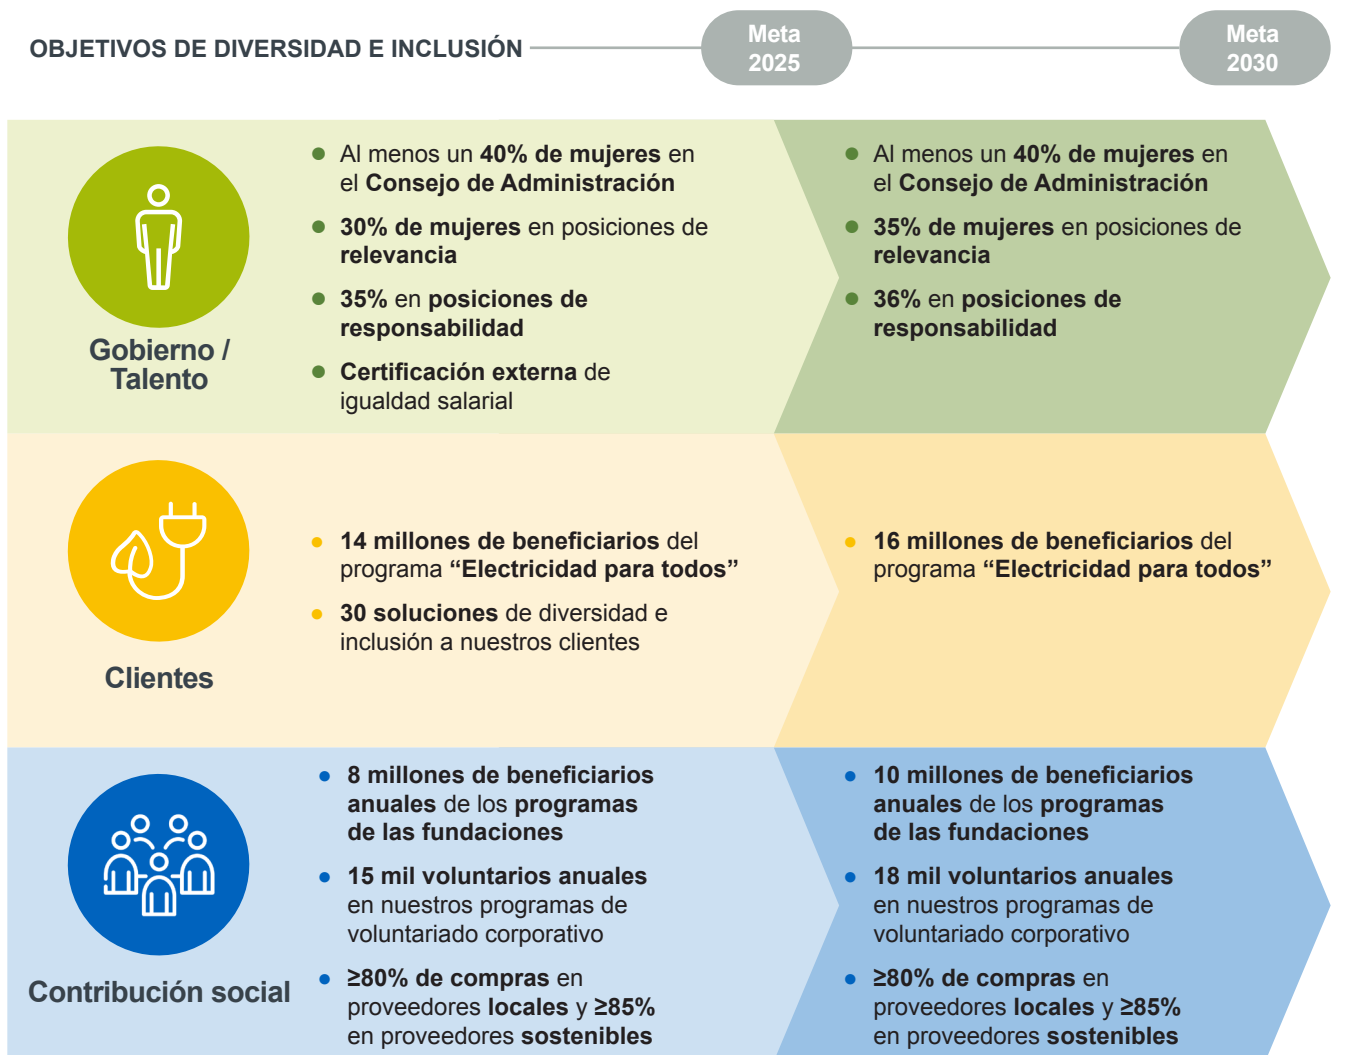 OBJETIVOS DE DIVERSIDAD E INCLUSIÓN
Meta
2025
Meta
2030
Gobierno /
Talento
● Al menos un 40% de mujeres en
el Consejo de Administración
● 30% de mujeres en posiciones de
relevancia
● 35% en posiciones de
responsabilidad
● Certificación externa de
igualdad salarial
● Al menos un 40% de mujeres en
el Consejo de Administración
● 35% de mujeres en posiciones de
relevancia
● 36% en posiciones de
responsabilidad
Clientes
● 14 millones de beneficiarios del
programa “Electricidad para todos”
● 30 soluciones de diversidad e
inclusión a nuestros clientes
● 16 millones de beneficiarios del
programa “Electricidad para todos”
Contribución social
● 8 millones de beneficiarios
anuales de los programas
de las fundaciones
● 15 mil voluntarios anuales
en nuestros programas de
voluntariado corporativo
● ≥80% de compras en
proveedores locales y ≥85%
en proveedores sostenibles
● 10 millones de beneficiarios
anuales de los programas
de las fundaciones
● 18 mil voluntarios anuales
en nuestros programas de
voluntariado corporativo
● ≥80% de compras en
proveedores locales y ≥85%
en proveedores sostenibles